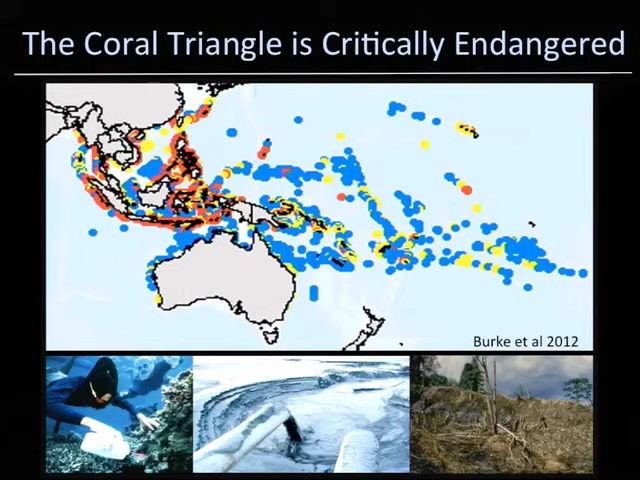 The Coral Triangle is Critically Endangered
Burke et al 2012